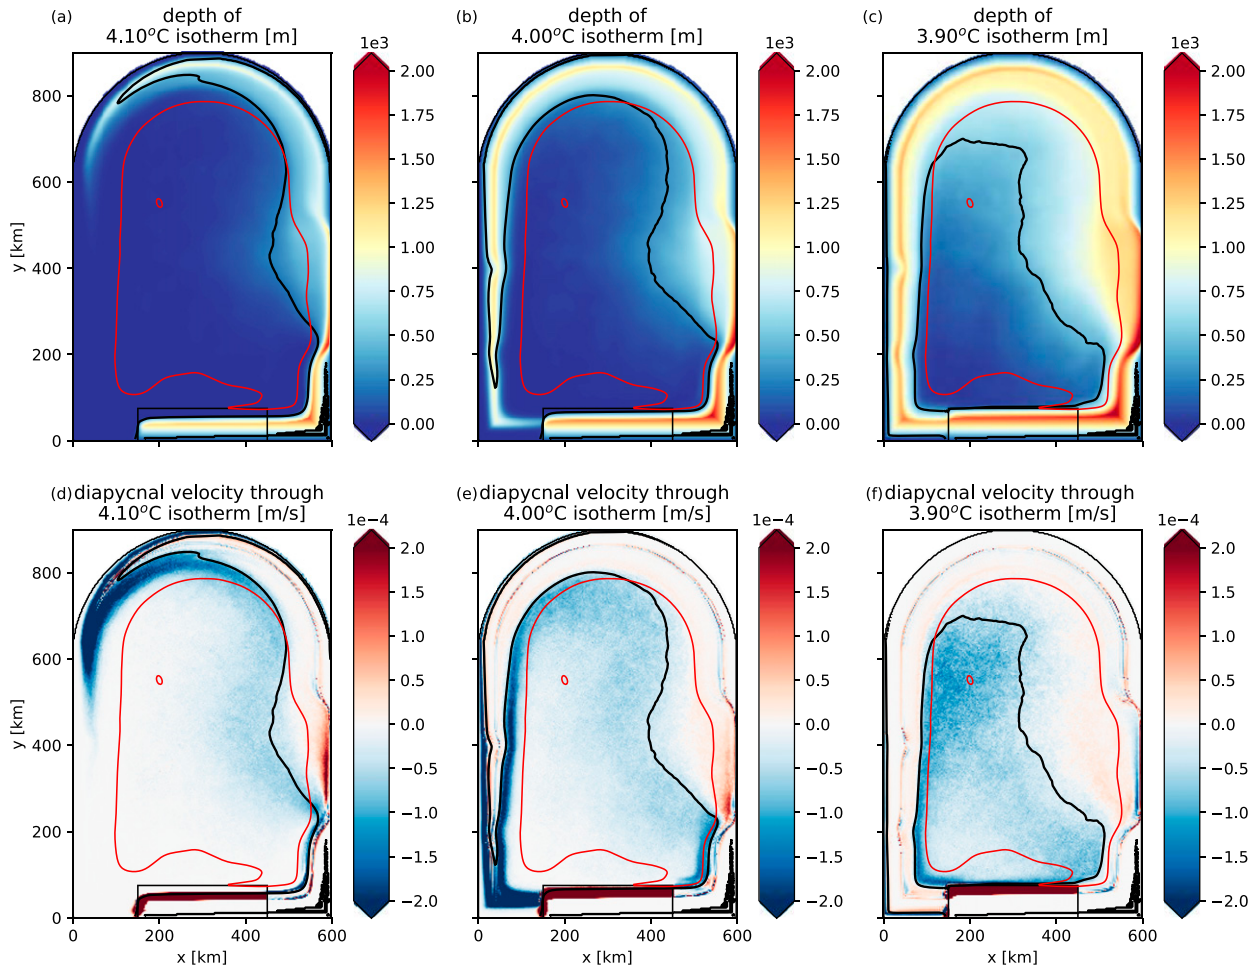 (a)
depth of
4.10°C isotherm [m]
(b)
depth of
4.00°C isotherm [m]
(c)
depth of
3.90°C isotherm [m]
1e3
1e3
1e3
y [km]
800
600
400
200
0
2.00
1.75
1.50
1.25
1.00
0.75
0.50
0.25
0.00
2.00
1.75
1.50
1.25
1.00
0.75
0.50
0.25
0.00
2.00
1.75
1.50
1.25
1.00
0.75
0.50
0.25
0.00
(d) diapycnal velocity through
4.10°C isotherm [m/s]
(e) diapycnal velocity through
4.00°C isotherm [m/s]
(f) diapycnal velocity through
3.90°C isotherm [m/s]
1e−4
1e−4
1e−4
y [km]
800
600
400
200
0
2.0
1.5
1.0
0.5
0.0
−0.5
−1.0
−1.5
−2.0
2.0
1.5
1.0
0.5
0.0
−0.5
−1.0
−1.5
−2.0
2.0
1.5
1.0
0.5
0.0
−0.5
−1.0
−1.5
−2.0
0 200 400 600
0 200 400 600
0 200 400 600
x [km]
x [km]
x [km]